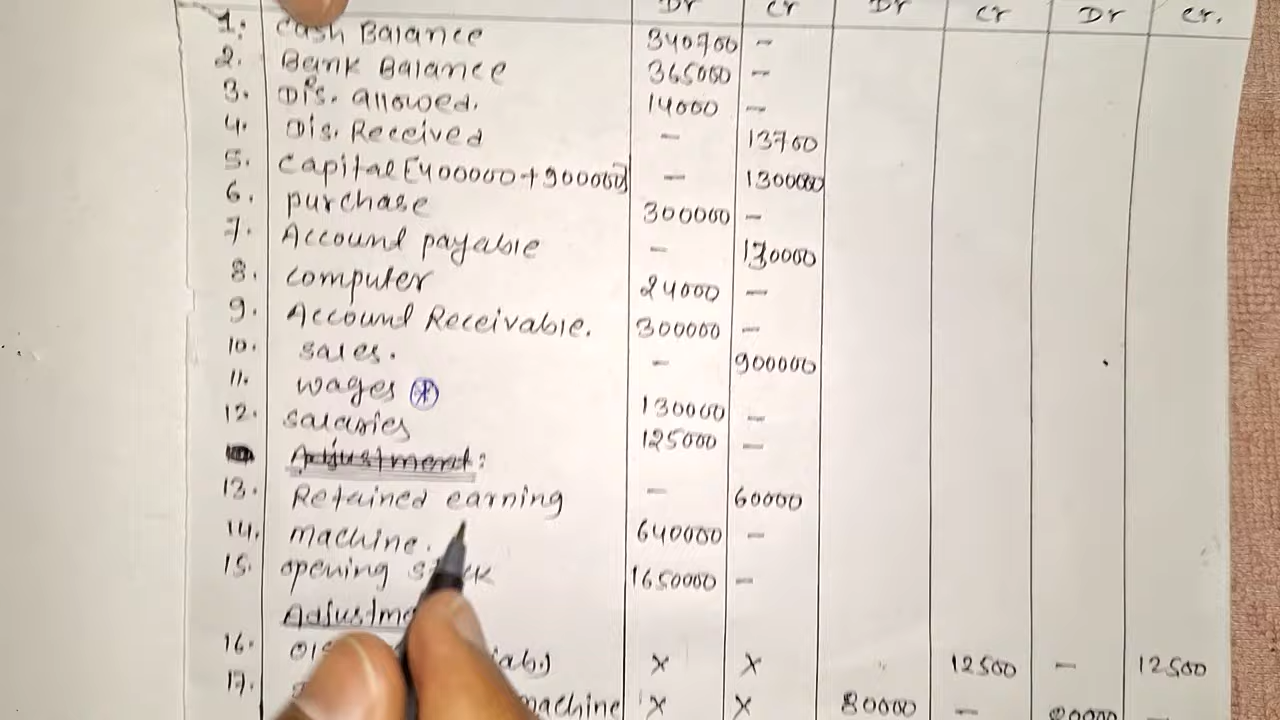 Dr Cr Dr Cr Dr Cr.
1. Cash Balance 340700 -
2. Bank Balance 365000 -
3. Dis. allowed. 14000 -
4. Dis. Received - 13700
5. Capital [400000+900000] - 1300000
6. purchase 300000 -
7. Accound payable - 130000
8. computer 24000 -
9. Accound Receivable. 300000 -
10. sales. - 900000
11. wages * 130000 -
12. salaries 125000 -
Adjustment:
13. Retained earning - 60000
14. machine. 640000 -
15. opening 1650000 -
16. x x 12500 - 12500
17. machine x x 80000 -